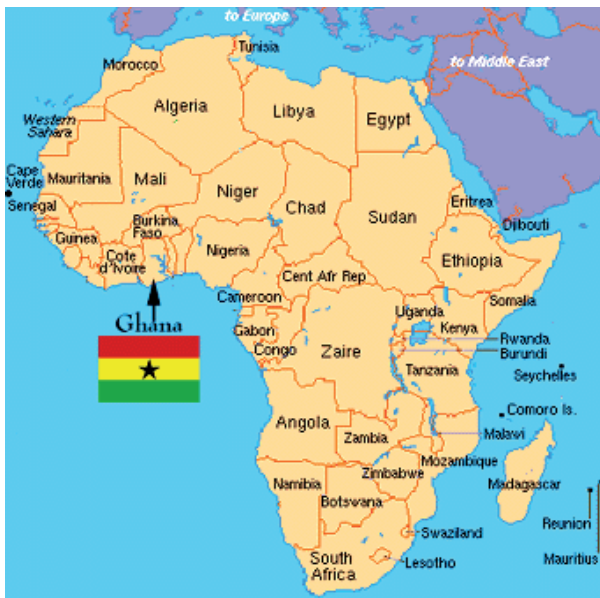 to Europe
to Middle East
Tunisia
Morocco
Algeria
Libya
Egypt
Western
Sahara
Cape
Verde
Mauritania
Mali
Niger
Chad
Sudan
Eritrea
Senegal
Djibouti
Burkina
Faso
Guinea
Cote
d'Ivoire
Nigeria
Ethiopia
Cent Afr Rep
Cameroon
Somalia
Ghana
Uganda
Kenya
Gabon
Congo
Zaire
Rwanda
Burundi
Tanzania
Seychelles
Comoro Is.
Angola
Zambia
Malawi
Mozambique
Zimbabwe
Namibia
Madagascar
Botswana
Reunion
Swaziland
South
Africa
Lesotho
Mauritius